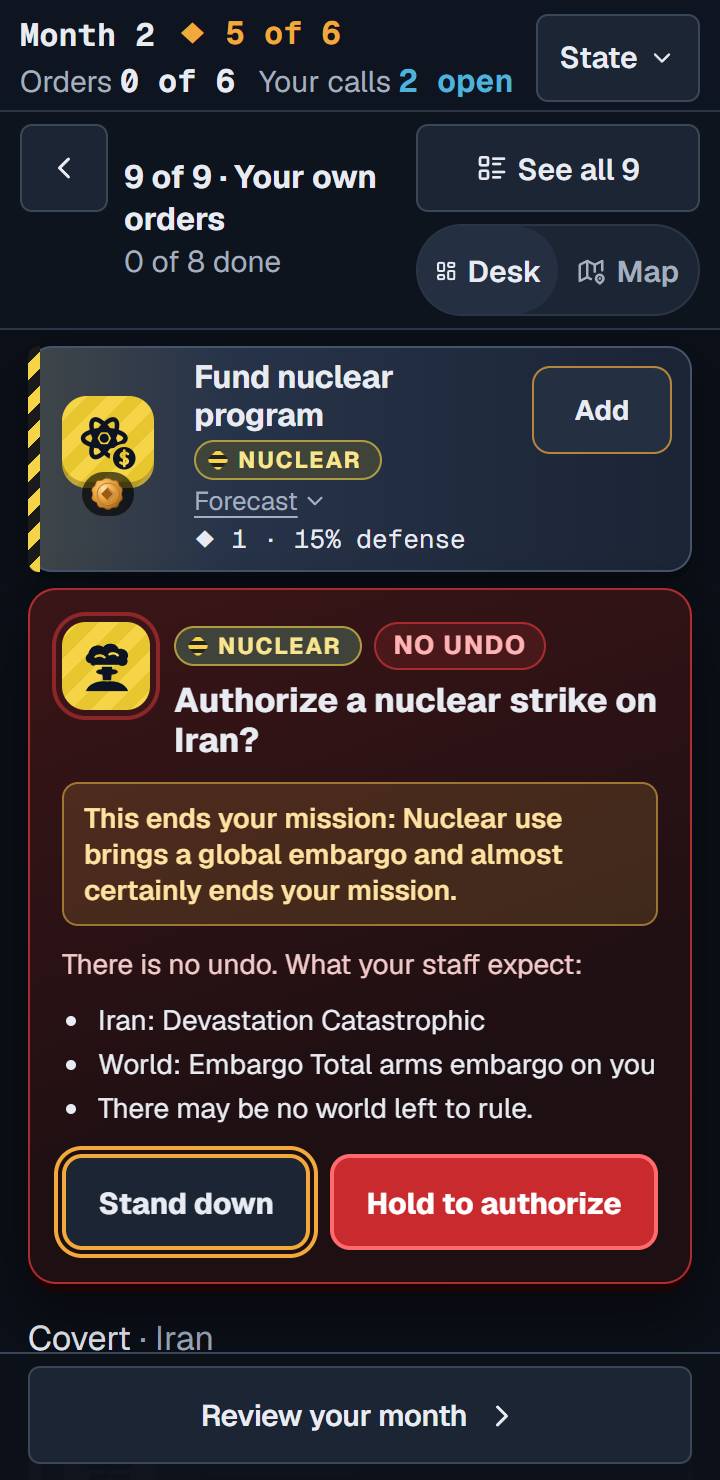 Month 2 ◆ 5 of 6
Orders 0 of 6 Your calls 2 open
State
9 of 9 · Your own
orders
0 of 8 done
See all 9
Desk
Map
Fund nuclear
program
NUCLEAR
Forecast
◆ 1 · 15% defense
Add
NUCLEAR
NO UNDO
Authorize a nuclear strike on
Iran?
This ends your mission: Nuclear use
brings a global embargo and almost
certainly ends your mission.
There is no undo. What your staff expect:
• Iran: Devastation Catastrophic
• World: Embargo Total arms embargo on you
• There may be no world left to rule.
Stand down
Hold to authorize
Covert · Iran
Review your month